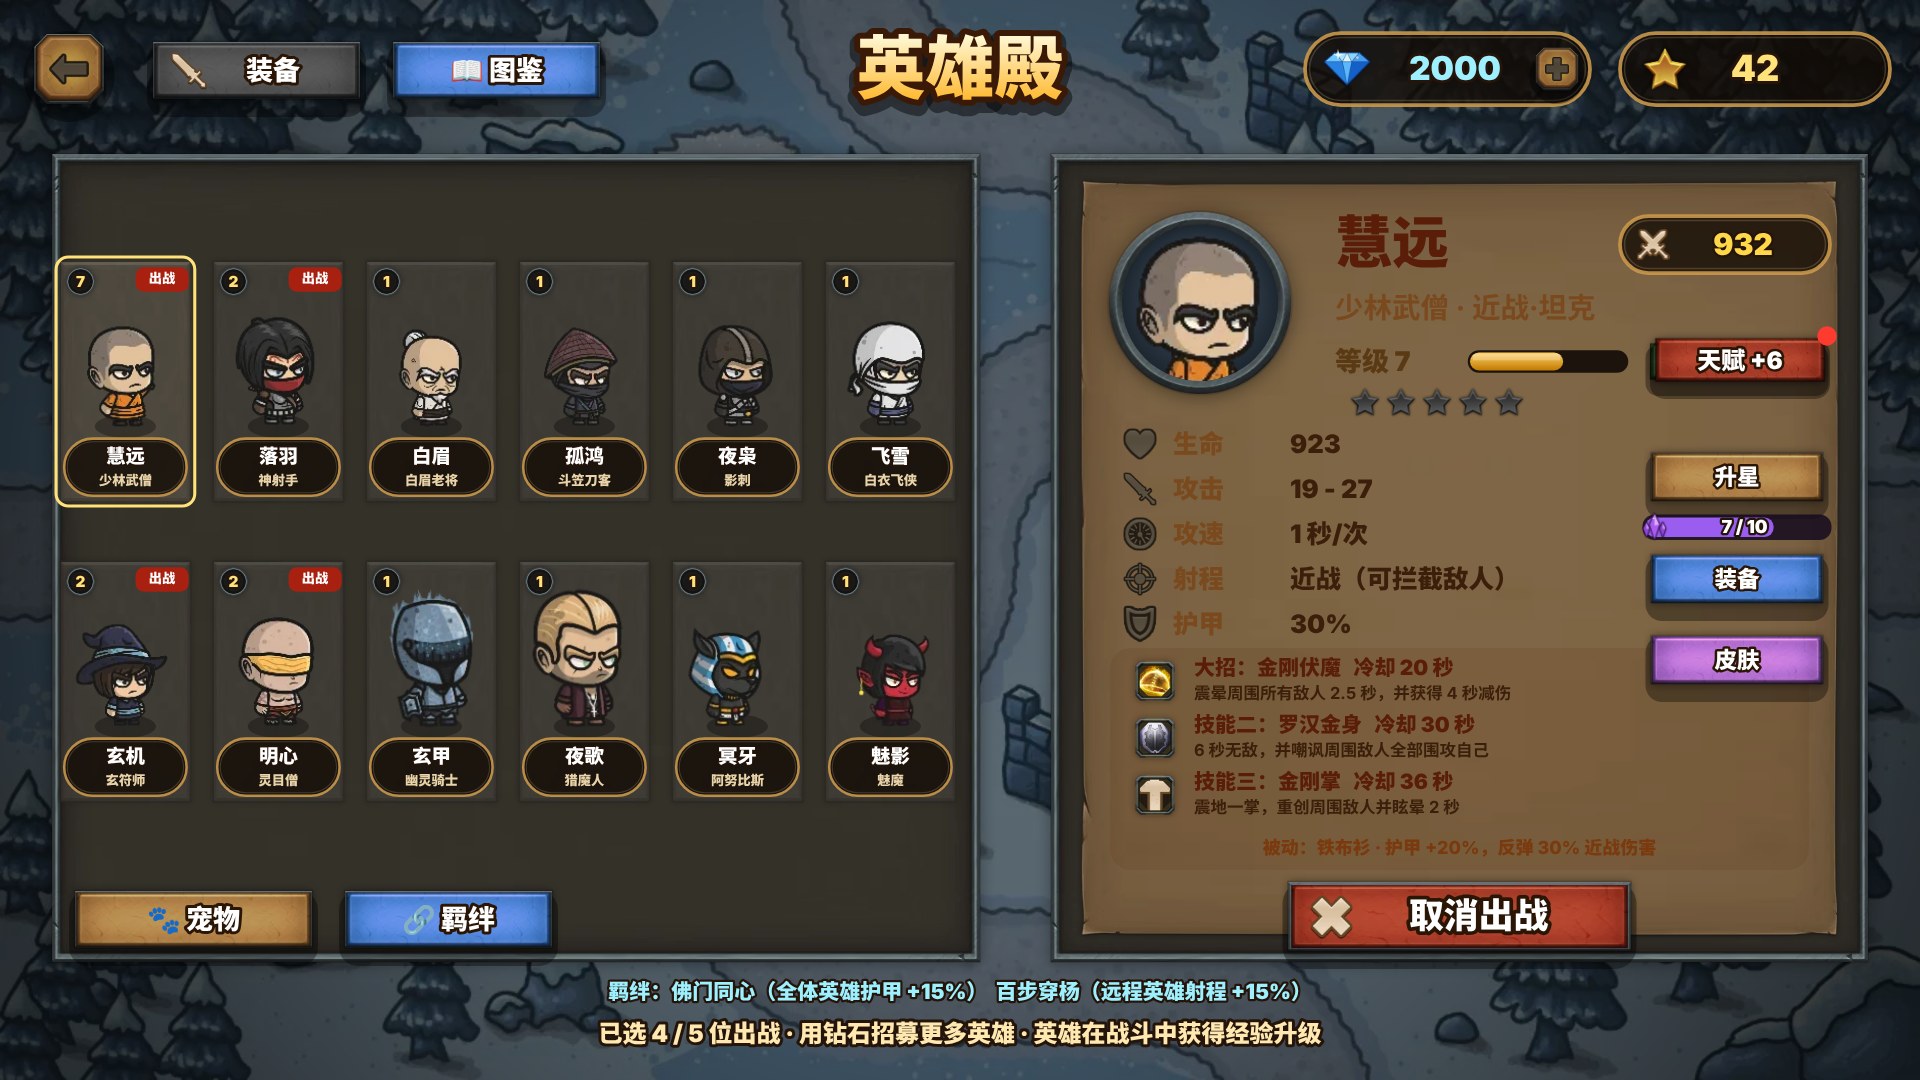 装备
图鉴
英雄殿
2000
42
7 出战
慧远
少林武僧
2 出战
落羽
神射手
1
白眉
白眉老将
1
孤鸿
斗笠刀客
1
夜枭
影刺
1
飞雪
白衣飞侠
2 出战
玄机
玄符师
2 出战
明心
灵目僧
1
玄甲
幽灵骑士
1
夜歌
猎魔人
1
冥牙
阿努比斯
1
魅影
魅魔
宠物
羁绊
慧远
932
少林武僧 · 近战·坦克
等级 7
天赋 +6
生命 923
攻击 19 - 27
攻速 1 秒/次
射程 近战（可拦截敌人）
护甲 30%
升星
7 / 10
装备
皮肤
大招：金刚伏魔 冷却 20 秒
震晕周围所有敌人 2.5 秒，并获得 4 秒减伤
技能二：罗汉金身 冷却 30 秒
6 秒无敌，并嘲讽周围敌人全部围攻自己
技能三：金刚掌 冷却 36 秒
震地一掌，重创周围敌人并眩晕 2 秒
被动：铁布衫 · 护甲 +20%，反弹 30% 近战伤害
取消出战
羁绊：佛门同心（全体英雄护甲 +15%） 百步穿杨（远程英雄射程 +15%）
已选 4 / 5 位出战 · 用钻石招募更多英雄 · 英雄在战斗中获得经验升级